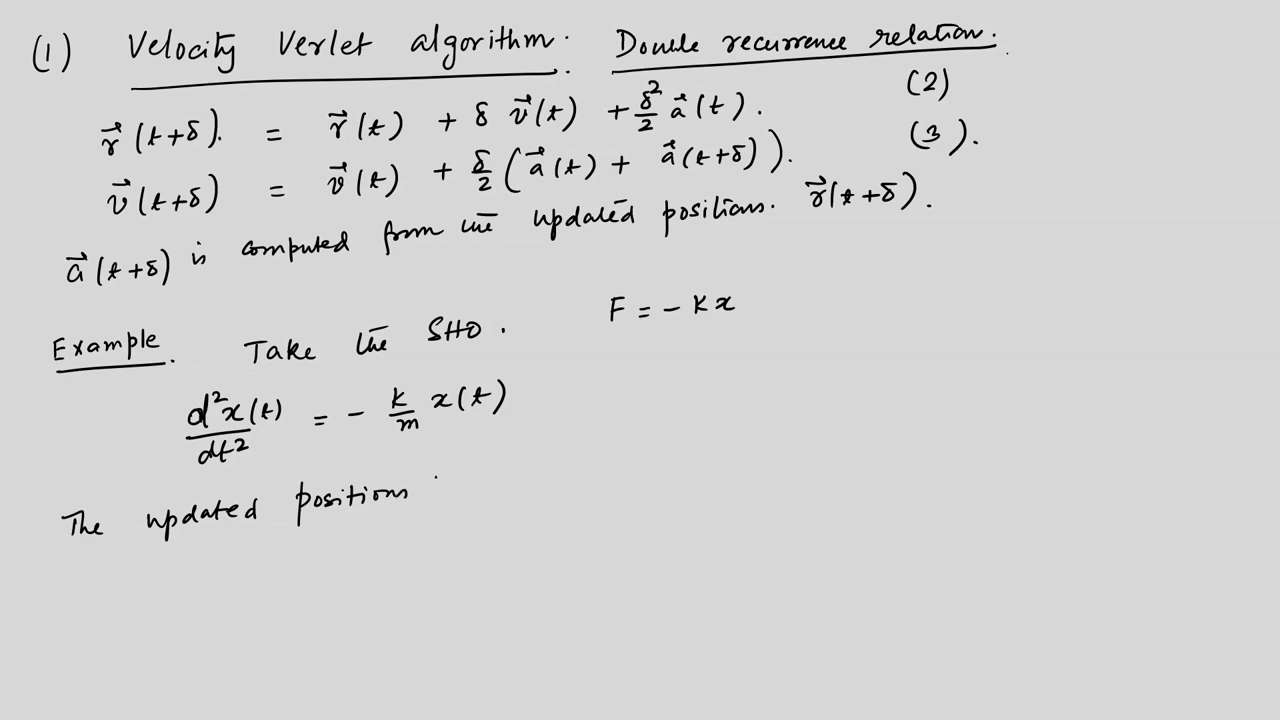 (1) Velocity Verlet algorithm. Double recurrence relation.
r⃗(t+δ) = r⃗(t) + δ v⃗(t) + δ²/2 a⃗(t). (2)
v⃗(t+δ) = v⃗(t) + δ/2 (a⃗(t) + a⃗(t+δ)). (3).
a⃗(t+δ) is computed from the updated positions. r⃗(t+δ).
Example. Take the SHO. F = -kx
d²x(t)/dt² = - k/m x(t)
The updated positions